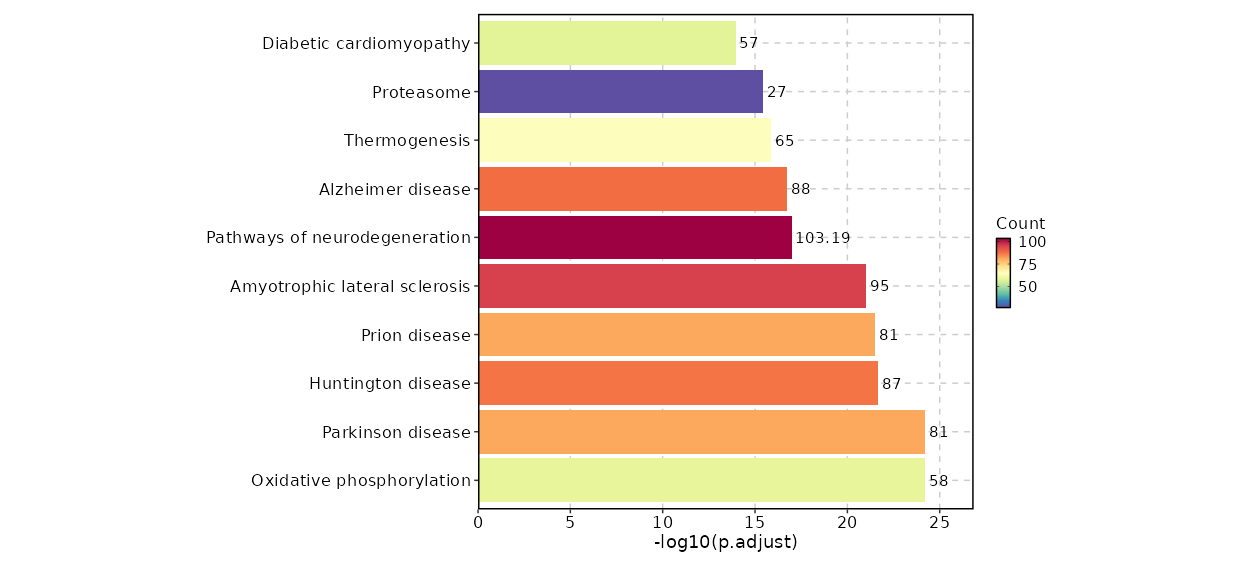 Diabetic cardiomyopathy 57
Proteasome 27
Thermogenesis 65
Alzheimer disease 88
Pathways of neurodegeneration 103.19
Amyotrophic lateral sclerosis 95
Prion disease 81
Huntington disease 87
Parkinson disease 81
Oxidative phosphorylation 58
0 5 10 15 20 25
-log10(p.adjust)
Count
100
75
50